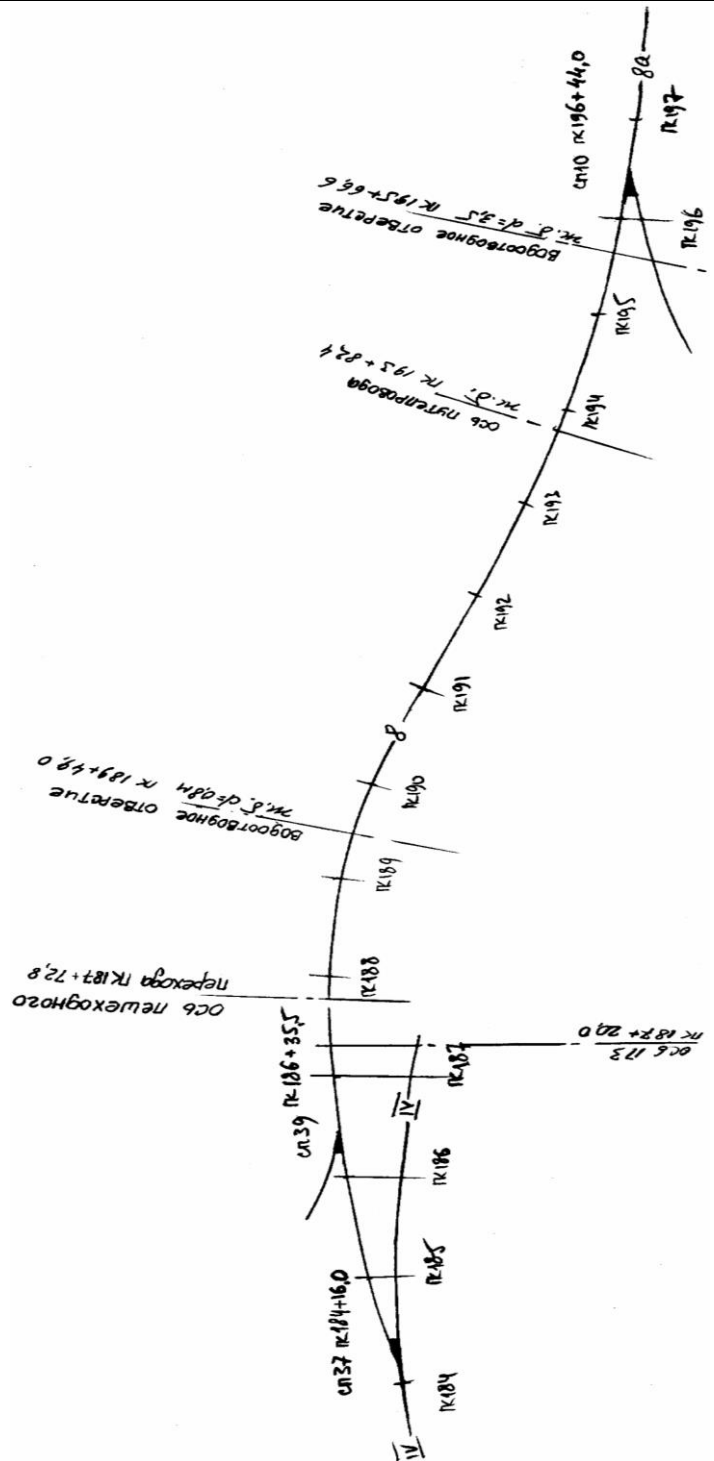 8а
сп10 пк196+44,0
пк197
водоотводное отверстие
ж.б. d=3,5 пк195+66,6
пк196
пк195
ось путепровода
ж.б. пк193+82,4
пк194
пк193
пк192
пк191
8
водоотводное отверстие
ж.б. d=0,8м пк189+49,0
пк190
пк189
ось пешеходного
перехода пк187+72,8
пк188
ось ПЗ
пк187+20,0
сп39 пк186+35,5
пк187
IV
пк186
пк185
сп37 пк184+16,0
пк184
IV